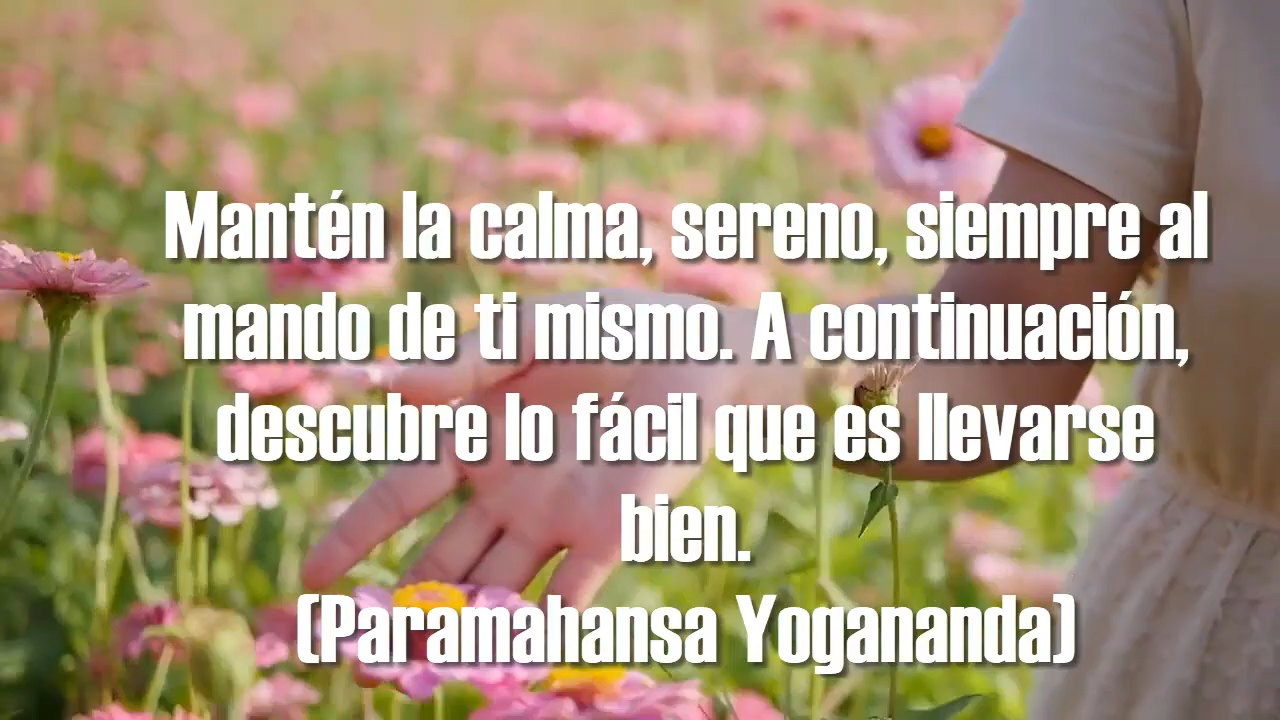 Mantén la calma, sereno, siempre al
mando de ti mismo. A continuación,
descubre lo fácil que es llevarse
bien.
(Paramahansa Yogananda)